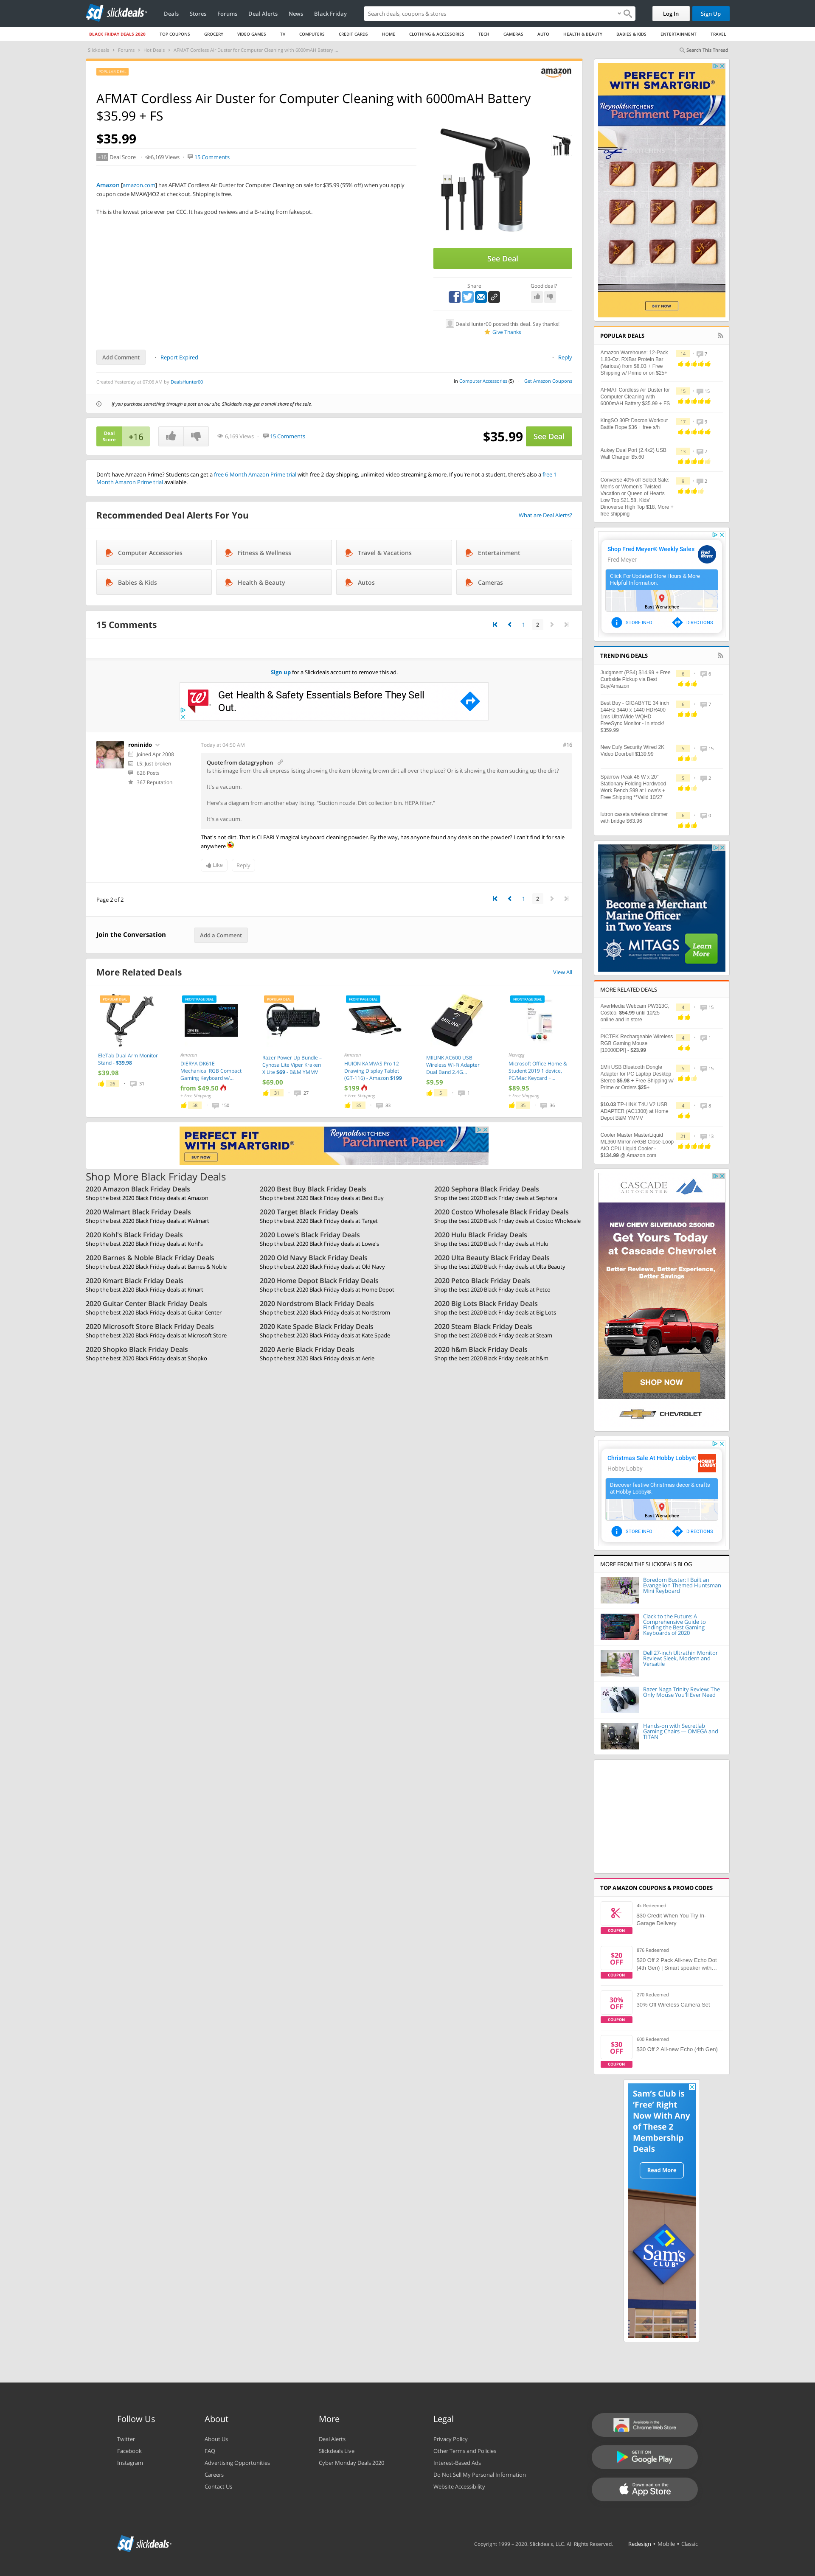 slickdeals
Deals Stores Forums Deal Alerts News Black Friday
Search deals, coupons & stores
Log In
Sign Up
BLACK FRIDAY DEALS 2020 TOP COUPONS GROCERY VIDEO GAMES TV COMPUTERS CREDIT CARDS HOME CLOTHING & ACCESSORIES TECH CAMERAS AUTO HEALTH & BEAUTY BABIES & KIDS ENTERTAINMENT TRAVEL
Slickdeals > Forums > Hot Deals > AFMAT Cordless Air Duster for Computer Cleaning with 6000mAH Battery ...
Search This Thread
POPULAR DEAL
amazon
AFMAT Cordless Air Duster for Computer Cleaning with 6000mAH Battery
$35.99 + FS
$35.99
+16 Deal Score 6,169 Views 15 Comments
Amazon [amazon.com] has AFMAT Cordless Air Duster for Computer Cleaning on sale for $35.99 (55% off) when you apply
coupon code MVAWJ4O2 at checkout. Shipping is free.
This is the lowest price ever per CCC. It has good reviews and a B-rating from fakespot.
See Deal
Share
Good deal?
DealsHunter00 posted this deal. Say thanks!
Give Thanks
Add Comment
Report Expired
Reply
Created Yesterday at 07:06 AM by DealsHunter00
in Computer Accessories (5) Get Amazon Coupons
If you purchase something through a post on our site, Slickdeals may get a small share of the sale.
Deal
Score
+16
6,169 Views 15 Comments
$35.99
See Deal
Don't have Amazon Prime? Students can get a free 6-Month Amazon Prime trial with free 2-day shipping, unlimited video streaming & more. If you're not a student, there's also a free 1-
Month Amazon Prime trial available.
Recommended Deal Alerts For You
What are Deal Alerts?
Computer Accessories
Fitness & Wellness
Travel & Vacations
Entertainment
Babies & Kids
Health & Beauty
Autos
Cameras
15 Comments
1 2
Sign up for a Slickdeals account to remove this ad.
Get Health & Safety Essentials Before They Sell
Out.
roninido
Joined Apr 2008
L5: Just broken
626 Posts
367 Reputation
Today at 04:50 AM
#16
Quote from datagryphon
Is this image from the all express listing showing the item blowing brown dirt all over the place? Or is it showing the item sucking up the dirt?
It's a vacuum.
Here's a diagram from another ebay listing. "Suction nozzle. Dirt collection bin. HEPA filter."
It's a vacuum.
That's not dirt. That is CLEARLY magical keyboard cleaning powder. By the way, has anyone found any deals on the powder? I can't find it for sale
anywhere
Like
Reply
Page 2 of 2
1 2
Join the Conversation
Add a Comment
More Related Deals
View All
POPULAR DEAL
EleTab Dual Arm Monitor
Stand - $39.98
$39.98
26 31
FRONTPAGE DEAL
Amazon
DIERYA DK61E
Mechanical RGB Compact
Gaming Keyboard w/...
from $49.50
+ Free Shipping
58 150
POPULAR DEAL
Razer Power Up Bundle –
Cynosa Lite Viper Kraken
X Lite $69 - B&M YMMV
$69.00
31 27
FRONTPAGE DEAL
Amazon
HUION KAMVAS Pro 12
Drawing Display Tablet
(GT-116) - Amazon $199
$199
+ Free Shipping
35 83
MIILINK AC600 USB
Wireless Wi-Fi Adapter
Dual Band 2.4G...
$9.59
5 1
FRONTPAGE DEAL
Newegg
Microsoft Office Home &
Student 2019 1 device,
PC/Mac Keycard +...
$89.95
+ Free Shipping
35 36
PERFECT FIT
WITH SMARTGRID®
BUY NOW
Reynolds KITCHENS
Parchment Paper
Shop More Black Friday Deals
2020 Amazon Black Friday Deals
Shop the best 2020 Black Friday deals at Amazon
2020 Best Buy Black Friday Deals
Shop the best 2020 Black Friday deals at Best Buy
2020 Sephora Black Friday Deals
Shop the best 2020 Black Friday deals at Sephora
2020 Walmart Black Friday Deals
Shop the best 2020 Black Friday deals at Walmart
2020 Target Black Friday Deals
Shop the best 2020 Black Friday deals at Target
2020 Costco Wholesale Black Friday Deals
Shop the best 2020 Black Friday deals at Costco Wholesale
2020 Kohl's Black Friday Deals
Shop the best 2020 Black Friday deals at Kohl's
2020 Lowe's Black Friday Deals
Shop the best 2020 Black Friday deals at Lowe's
2020 Hulu Black Friday Deals
Shop the best 2020 Black Friday deals at Hulu
2020 Barnes & Noble Black Friday Deals
Shop the best 2020 Black Friday deals at Barnes & Noble
2020 Old Navy Black Friday Deals
Shop the best 2020 Black Friday deals at Old Navy
2020 Ulta Beauty Black Friday Deals
Shop the best 2020 Black Friday deals at Ulta Beauty
2020 Kmart Black Friday Deals
Shop the best 2020 Black Friday deals at Kmart
2020 Home Depot Black Friday Deals
Shop the best 2020 Black Friday deals at Home Depot
2020 Petco Black Friday Deals
Shop the best 2020 Black Friday deals at Petco
2020 Guitar Center Black Friday Deals
Shop the best 2020 Black Friday deals at Guitar Center
2020 Nordstrom Black Friday Deals
Shop the best 2020 Black Friday deals at Nordstrom
2020 Big Lots Black Friday Deals
Shop the best 2020 Black Friday deals at Big Lots
2020 Microsoft Store Black Friday Deals
Shop the best 2020 Black Friday deals at Microsoft Store
2020 Kate Spade Black Friday Deals
Shop the best 2020 Black Friday deals at Kate Spade
2020 Steam Black Friday Deals
Shop the best 2020 Black Friday deals at Steam
2020 Shopko Black Friday Deals
Shop the best 2020 Black Friday deals at Shopko
2020 Aerie Black Friday Deals
Shop the best 2020 Black Friday deals at Aerie
2020 h&m Black Friday Deals
Shop the best 2020 Black Friday deals at h&m
PERFECT FIT
WITH SMARTGRID®
Reynolds KITCHENS
Parchment Paper
BUY NOW
POPULAR DEALS
Amazon Warehouse: 12-Pack
1.83-Oz. RXBar Protein Bar
(Various) from $8.03 + Free
Shipping w/ Prime or on $25+
14 7
AFMAT Cordless Air Duster for
Computer Cleaning with
6000mAH Battery $35.99 + FS
15 15
KingSO 30Ft Dacron Workout
Battle Rope $36 + free s/h
17 9
Aukey Dual Port (2.4x2) USB
Wall Charger $5.60
13 7
Converse 40% off Select Sale:
Men's or Women's Twisted
Vacation or Queen of Hearts
Low Top $21.58, Kids'
Dinoverse High Top $18, More +
free shipping
9 2
Shop Fred Meyer® Weekly Sales
Fred Meyer
Click For Updated Store Hours & More
Helpful Information.
East Wenatchee
STORE INFO
DIRECTIONS
TRENDING DEALS
Judgment (PS4) $14.99 + Free
Curbside Pickup via Best
Buy/Amazon
8 6
Best Buy - GIGABYTE 34 inch
144Hz 3440 x 1440 HDR400
1ms UltraWide WQHD
FreeSync Monitor - In stock!
$359.99
6 7
New Eufy Security Wired 2K
Video Doorbell $139.99
5 15
Sparrow Peak 48 W x 20"
Stationary Folding Hardwood
Work Bench $99 at Lowe's +
Free Shipping **Valid 10/27
5 2
lutron caseta wireless dimmer
with bridge $63.96
6 0
Become a Merchant
Marine Officer
in Two Years
MITAGS
Learn
More
MORE RELATED DEALS
AverMedia Webcam PW313C,
Costco, $54.99 until 10/25
online and in store
4 15
PICTEK Rechargeable Wireless
RGB Gaming Mouse
[10000DPI] - $23.99
4 1
1Mii USB Bluetooth Dongle
Adapter for PC Laptop Desktop
Stereo $5.98 + Free Shipping w/
Prime or Orders $25+
5 15
$10.03 TP-LINK T4U V2 USB
ADAPTER (AC1300) at Home
Depot B&M YMMV
4 8
Cooler Master MasterLiquid
ML360 Mirror ARGB Close-Loop
AIO CPU Liquid Cooler -
$134.99 @ Amazon.com
21 13
CASCADE
AUTOCENTER
NEW CHEVY SILVERADO 2500HD
Get Yours Today
at Cascade Chevrolet
Better Reviews, Better Experience,
Better Savings
SHOP NOW
CHEVROLET
Christmas Sale At Hobby Lobby®
HOBBY LOBBY
Hobby Lobby
Discover festive Christmas decor & crafts
at Hobby Lobby®.
East Wenatchee
STORE INFO
DIRECTIONS
MORE FROM THE SLICKDEALS BLOG
Boredom Buster: I Built an
Evangelion Themed Huntsman
Mini Keyboard
Clack to the Future: A
Comprehensive Guide to
Finding the Best Gaming
Keyboards of 2020
Dell 27-inch Ultrathin Monitor
Review: Sleek, Modern and
Versatile
Razer Naga Trinity Review: The
Only Mouse You'll Ever Need
Hands-on with Secretlab
Gaming Chairs — OMEGA and
TITAN
TOP AMAZON COUPONS & PROMO CODES
COUPON
4k Redeemed
$30 Credit When You Try In-
Garage Delivery
$20
OFF
COUPON
876 Redeemed
$20 Off 2 Pack All-new Echo Dot
(4th Gen) | Smart speaker with...
30%
OFF
COUPON
270 Redeemed
30% Off Wireless Camera Set
$30
OFF
COUPON
600 Redeemed
$30 Off 2 All-new Echo (4th Gen)
Sam's Club is
'Free' Right
Now With Any
of These 2
Membership
Deals
Read More
Sam's
CLUB
Follow Us
Twitter
Facebook
Instagram
About
About Us
FAQ
Advertising Opportunities
Careers
Contact Us
More
Deal Alerts
Slickdeals Live
Cyber Monday Deals 2020
Legal
Privacy Policy
Other Terms and Policies
Interest-Based Ads
Do Not Sell My Personal Information
Website Accessibility
Available in the
Chrome Web Store
GET IT ON
Google Play
Download on the
App Store
slickdeals
Copyright 1999 – 2020. Slickdeals, LLC. All Rights Reserved.
Redesign • Mobile • Classic